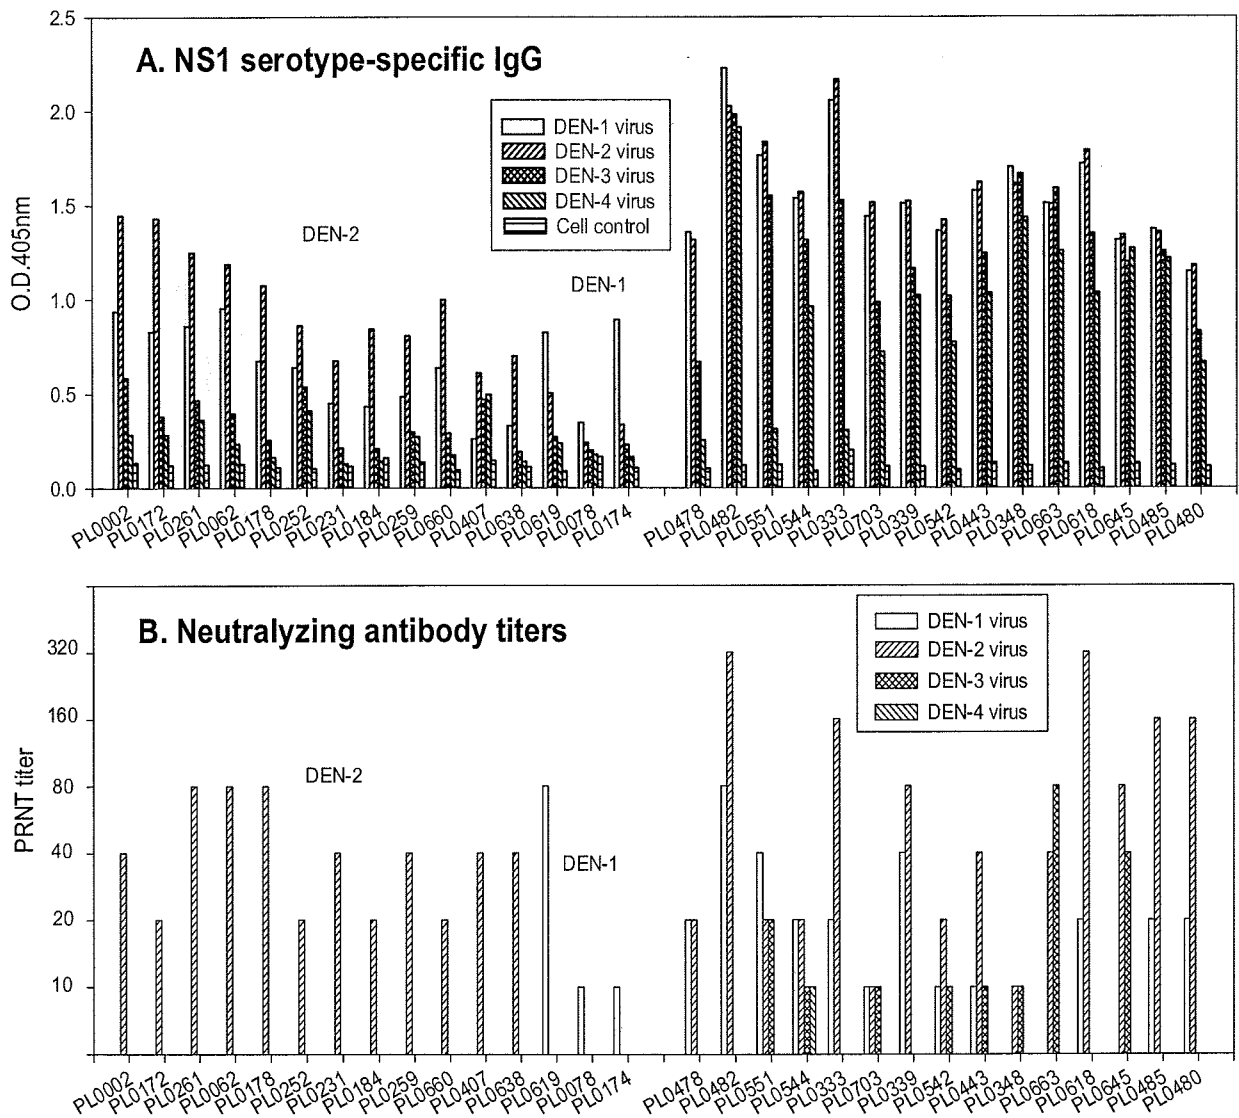 A. NS1 serotype-specific IgG
O.D.405nm
2.5
2.0
1.5
1.0
0.5
0.0
DEN-1 virus
DEN-2 virus
DEN-3 virus
DEN-4 virus
Cell control
DEN-2
DEN-1
PL0002
PL0172
PL0261
PL0062
PL0178
PL0252
PL0231
PL0184
PL0259
PL0660
PL0407
PL0638
PL0619
PL0078
PL0174
PL0478
PL0482
PL0551
PL0544
PL0333
PL0703
PL0339
PL0542
PL0443
PL0348
PL0663
PL0618
PL0645
PL0485
PL0480
B. Neutralyzing antibody titers
PRNT titer
320
160
80
40
20
10
DEN-1 virus
DEN-2 virus
DEN-3 virus
DEN-4 virus
DEN-2
DEN-1
PL0002
PL0172
PL0261
PL0062
PL0178
PL0252
PL0231
PL0184
PL0259
PL0660
PL0407
PL0638
PL0619
PL0078
PL0174
PL0478
PL0482
PL0551
PL0544
PL0333
PL0703
PL0339
PL0542
PL0443
PL0348
PL0663
PL0618
PL0645
PL0485
PL0480